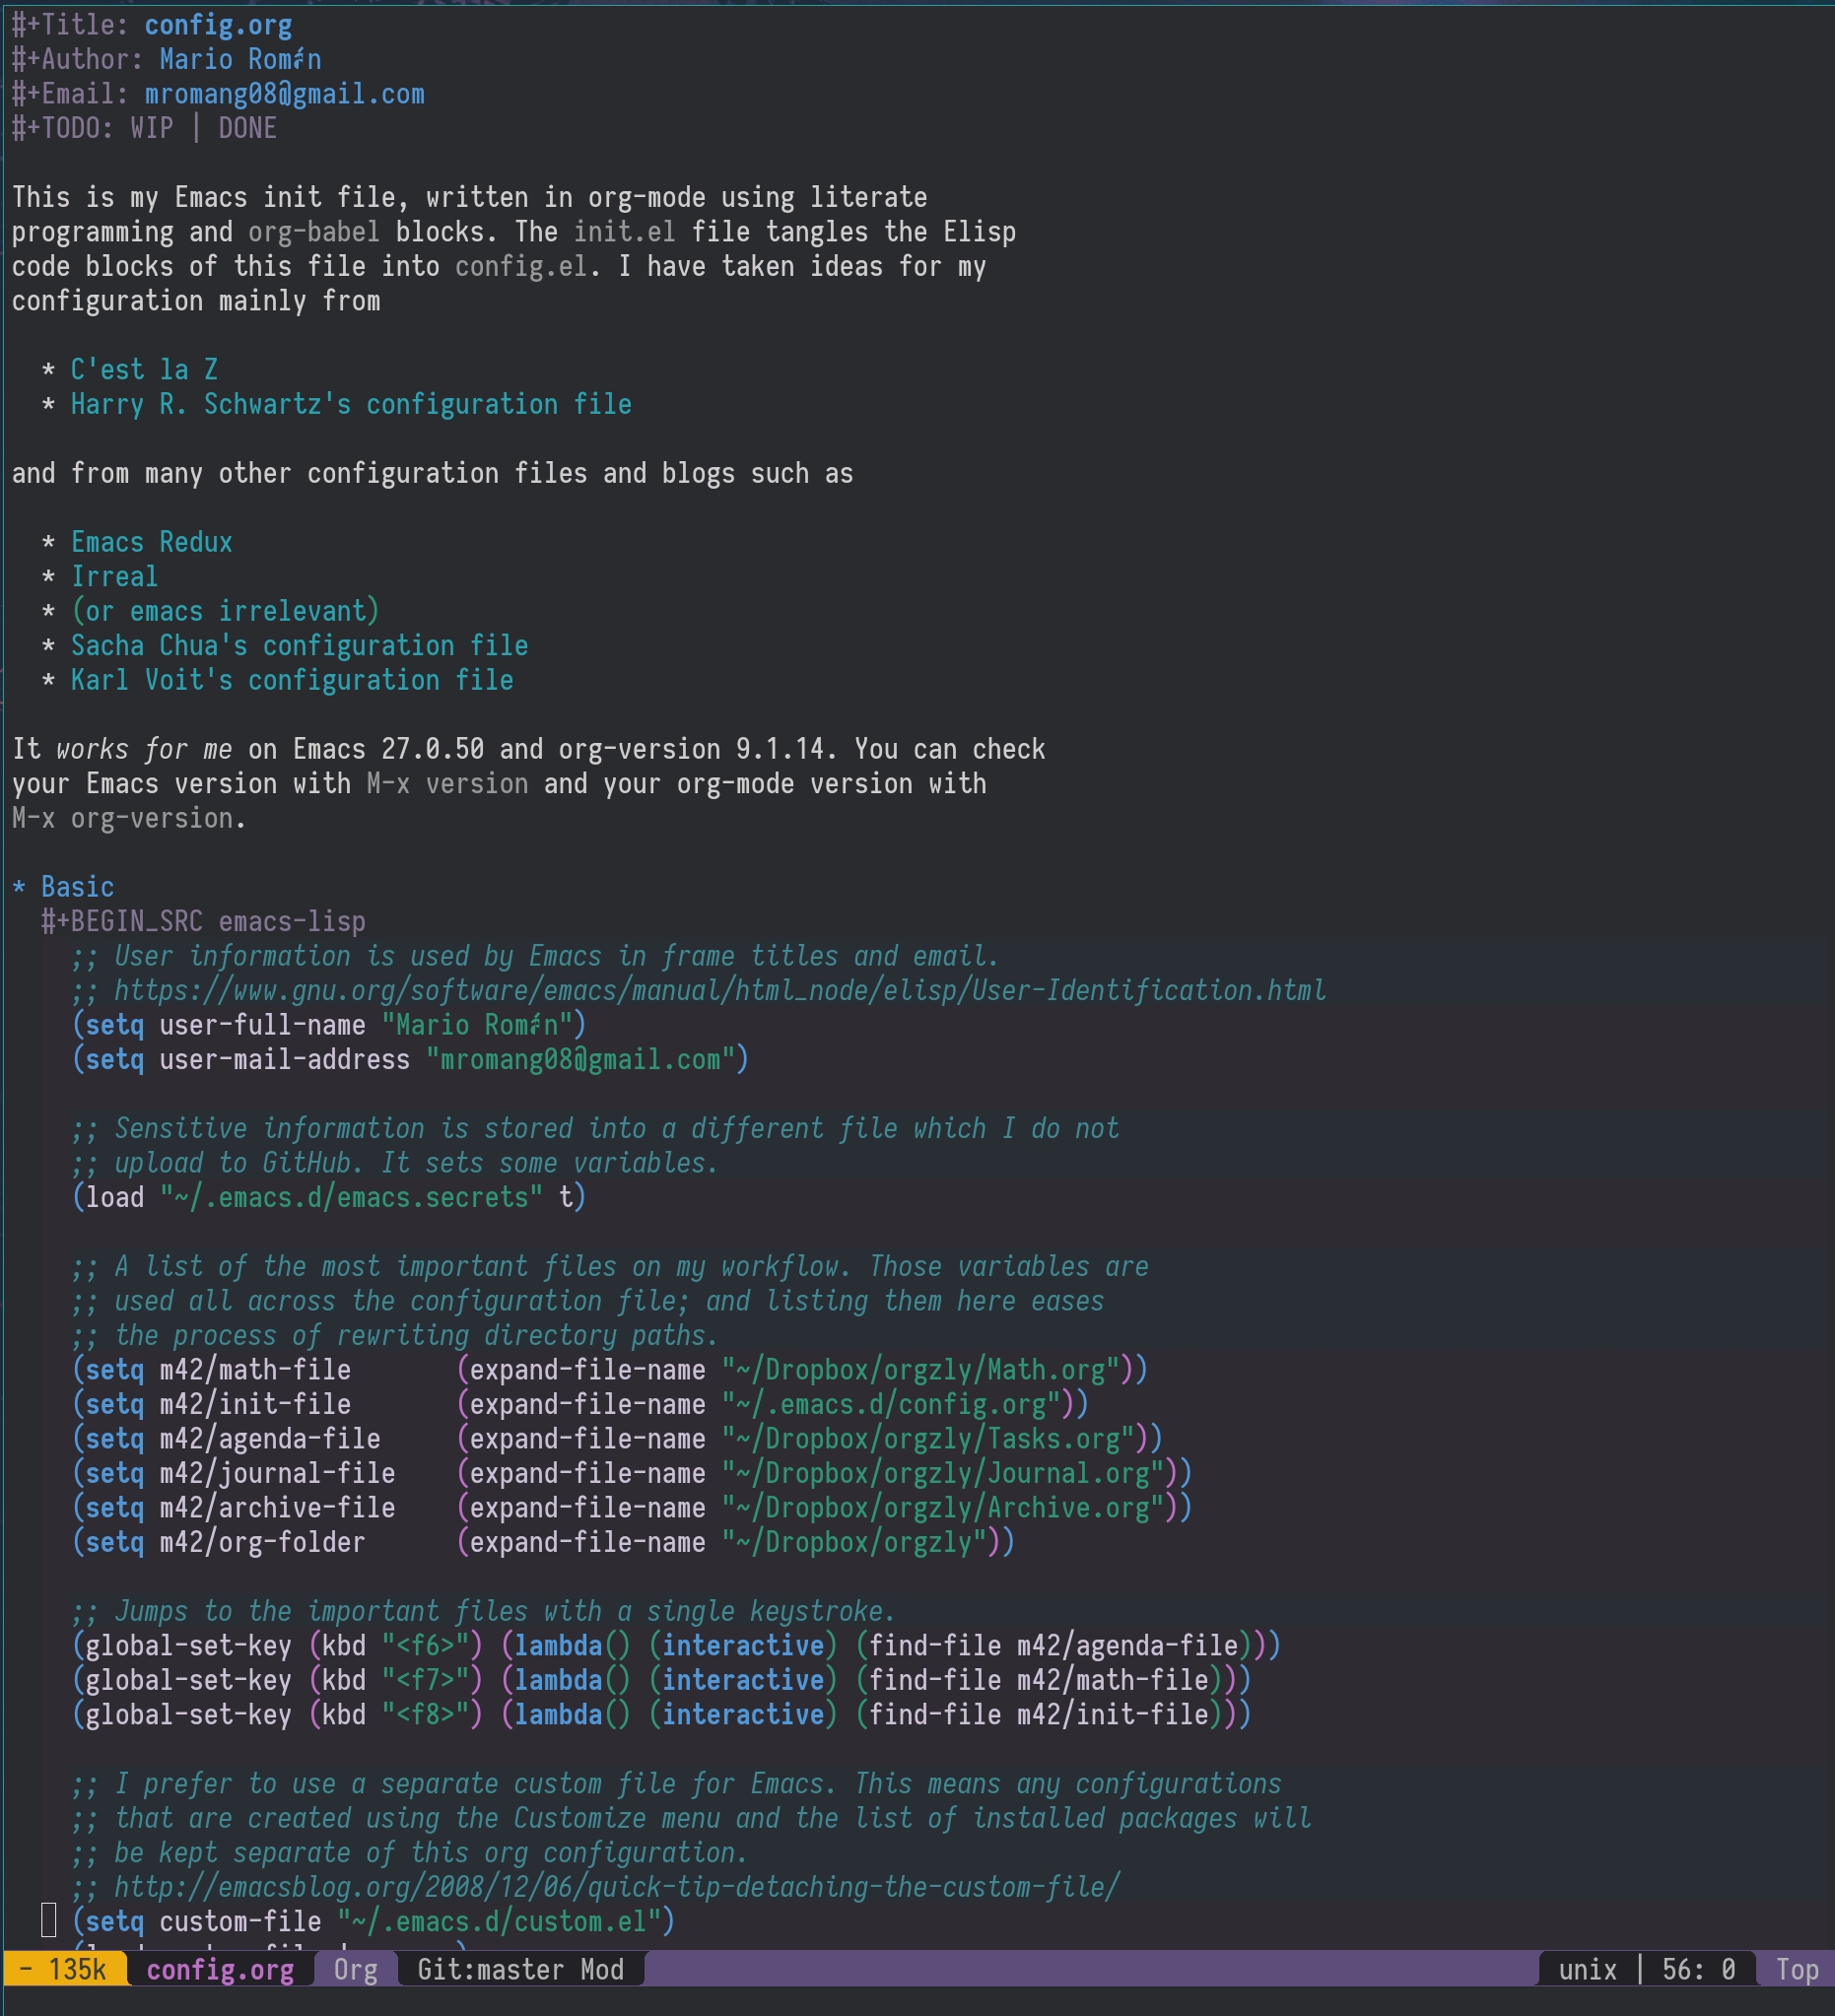 #+Title: config.org
#+Author: Mario Román
#+Email: mromang08@gmail.com
#+TODO: WIP | DONE
This is my Emacs init file, written in org-mode using literate
programming and org-babel blocks. The init.el file tangles the Elisp
code blocks of this file into config.el. I have taken ideas for my
configuration mainly from
* C'est la Z
* Harry R. Schwartz's configuration file
and from many other configuration files and blogs such as
* Emacs Redux
* Irreal
* (or emacs irrelevant)
* Sacha Chua's configuration file
* Karl Voit's configuration file
It works for me on Emacs 27.0.50 and org-version 9.1.14. You can check
your Emacs version with M-x version and your org-mode version with
M-x org-version.
* Basic
#+BEGIN_SRC emacs-lisp
;; User information is used by Emacs in frame titles and email.
;; https://www.gnu.org/software/emacs/manual/html_node/elisp/User-Identification.html
(setq user-full-name "Mario Román")
(setq user-mail-address "mromang08@gmail.com")
;; Sensitive information is stored into a different file which I do not
;; upload to GitHub. It sets some variables.
(load "~/.emacs.d/emacs.secrets" t)
;; A list of the most important files on my workflow. Those variables are
;; used all across the configuration file; and listing them here eases
;; the process of rewriting directory paths.
(setq m42/math-file (expand-file-name "~/Dropbox/orgzly/Math.org"))
(setq m42/init-file (expand-file-name "~/.emacs.d/config.org"))
(setq m42/agenda-file (expand-file-name "~/Dropbox/orgzly/Tasks.org"))
(setq m42/journal-file (expand-file-name "~/Dropbox/orgzly/Journal.org"))
(setq m42/archive-file (expand-file-name "~/Dropbox/orgzly/Archive.org"))
(setq m42/org-folder (expand-file-name "~/Dropbox/orgzly"))
;; Jumps to the important files with a single keystroke.
(global-set-key (kbd "<f6>") (lambda() (interactive) (find-file m42/agenda-file)))
(global-set-key (kbd "<f7>") (lambda() (interactive) (find-file m42/math-file)))
(global-set-key (kbd "<f8>") (lambda() (interactive) (find-file m42/init-file)))
;; I prefer to use a separate custom file for Emacs. This means any configurations
;; that are created using the Customize menu and the list of installed packages will
;; be kept separate of this org configuration.
;; http://emacsblog.org/2008/12/06/quick-tip-detaching-the-custom-file/
(setq custom-file "~/.emacs.d/custom.el")
- 135k config.org Org Git:master Mod unix | 56: 0 Top